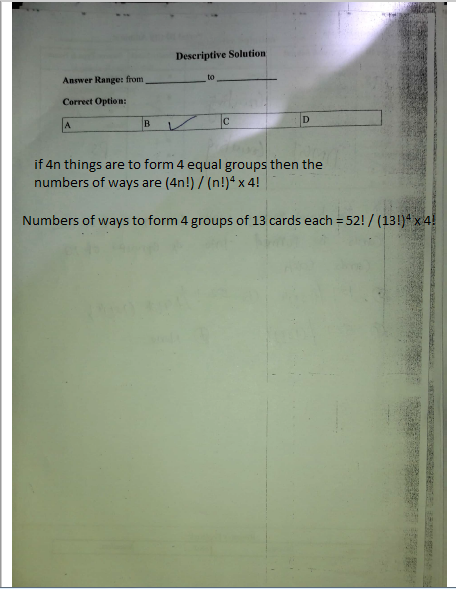 Descriptive Solution
Answer Range: from ____________ to ____________
Correct Option:
A B ✓ C D
if 4n things are to form 4 equal groups then the
numbers of ways are (4n!) / (n!)⁴ x 4!
Numbers of ways to form 4 groups of 13 cards each = 52! / (13!)⁴ x 4!